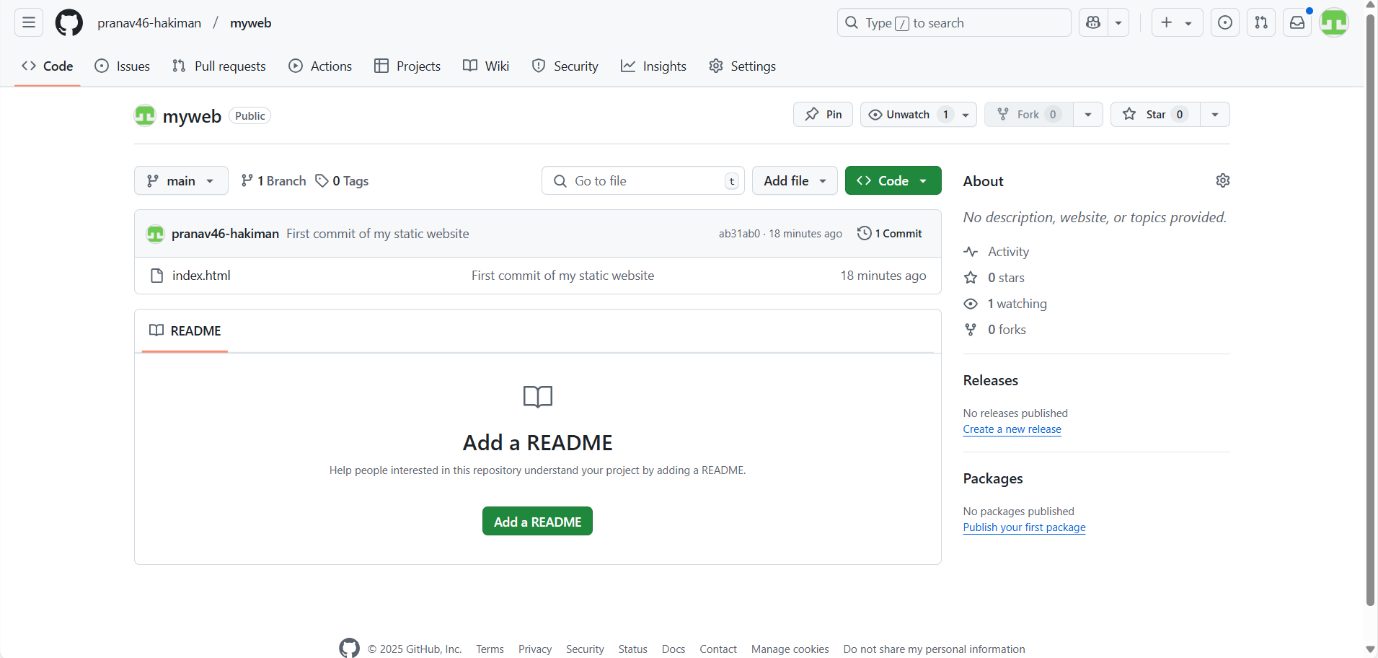 pranav46-hakiman / myweb
Type / to search
Code Issues Pull requests Actions Projects Wiki Security Insights Settings
myweb Public
Pin Unwatch 1 Fork 0 Star 0
main 1 Branch 0 Tags Go to file t Add file Code
pranav46-hakiman First commit of my static website ab31ab0 · 18 minutes ago 1 Commit
index.html First commit of my static website 18 minutes ago
README
Add a README
Help people interested in this repository understand your project by adding a README.
Add a README
About
No description, website, or topics provided.
Activity
0 stars
1 watching
0 forks
Releases
No releases published
Create a new release
Packages
No packages published
Publish your first package
© 2025 GitHub, Inc. Terms Privacy Security Status Docs Contact Manage cookies Do not share my personal information